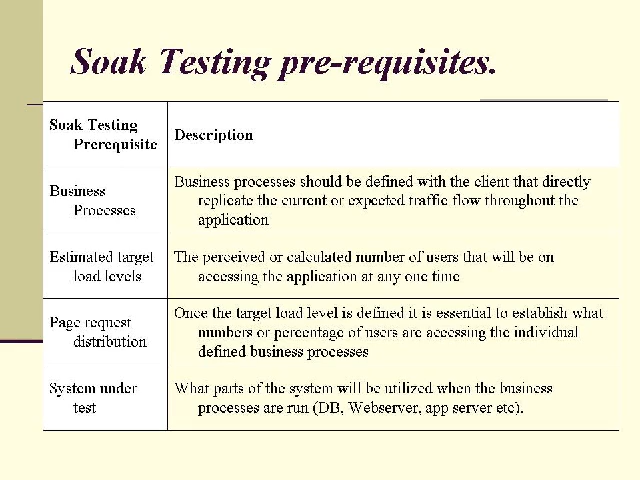 Soak Testing pre-requisites.
Soak Testing
Prerequisite
Description
Business
Processes
Business processes should be defined with the client that directly
replicate the current or expected traffic flow throughout the
application
Estimated target
load levels
The perceived or calculated number of users that will be on
accessing the application at any one time
Page request
distribution
Once the target load level is defined it is essential to establish what
numbers or percentage of users are accessing the individual
defined business processes
System under
test
What parts of the system will be utilized when the business
processes are run (DB, Webserver, app server etc).